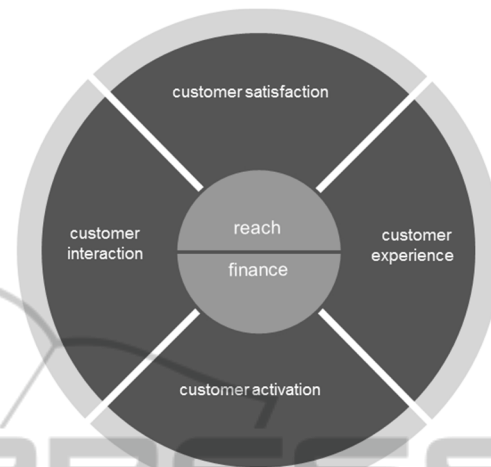 customer satisfaction
customer
interaction
reach
finance
customer
experience
customer activation